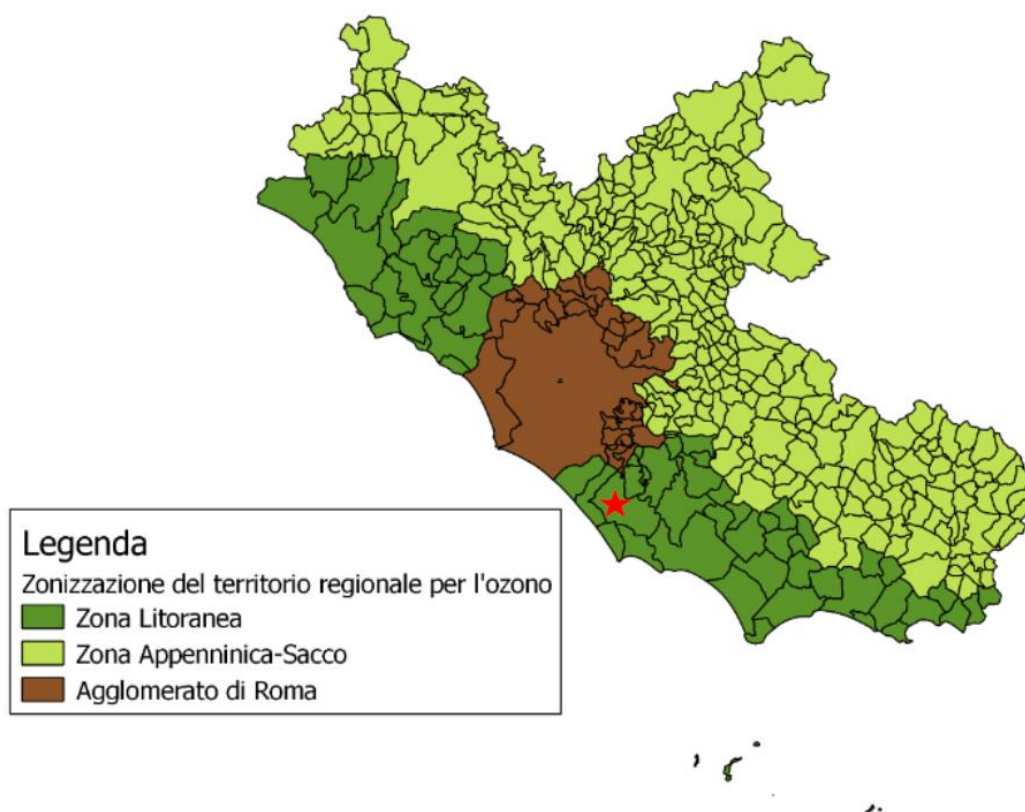 Legenda
Zonizzazione del territorio regionale per l'ozono
Zona Litoranea
Zona Appenninica-Sacco
Agglomerato di Roma